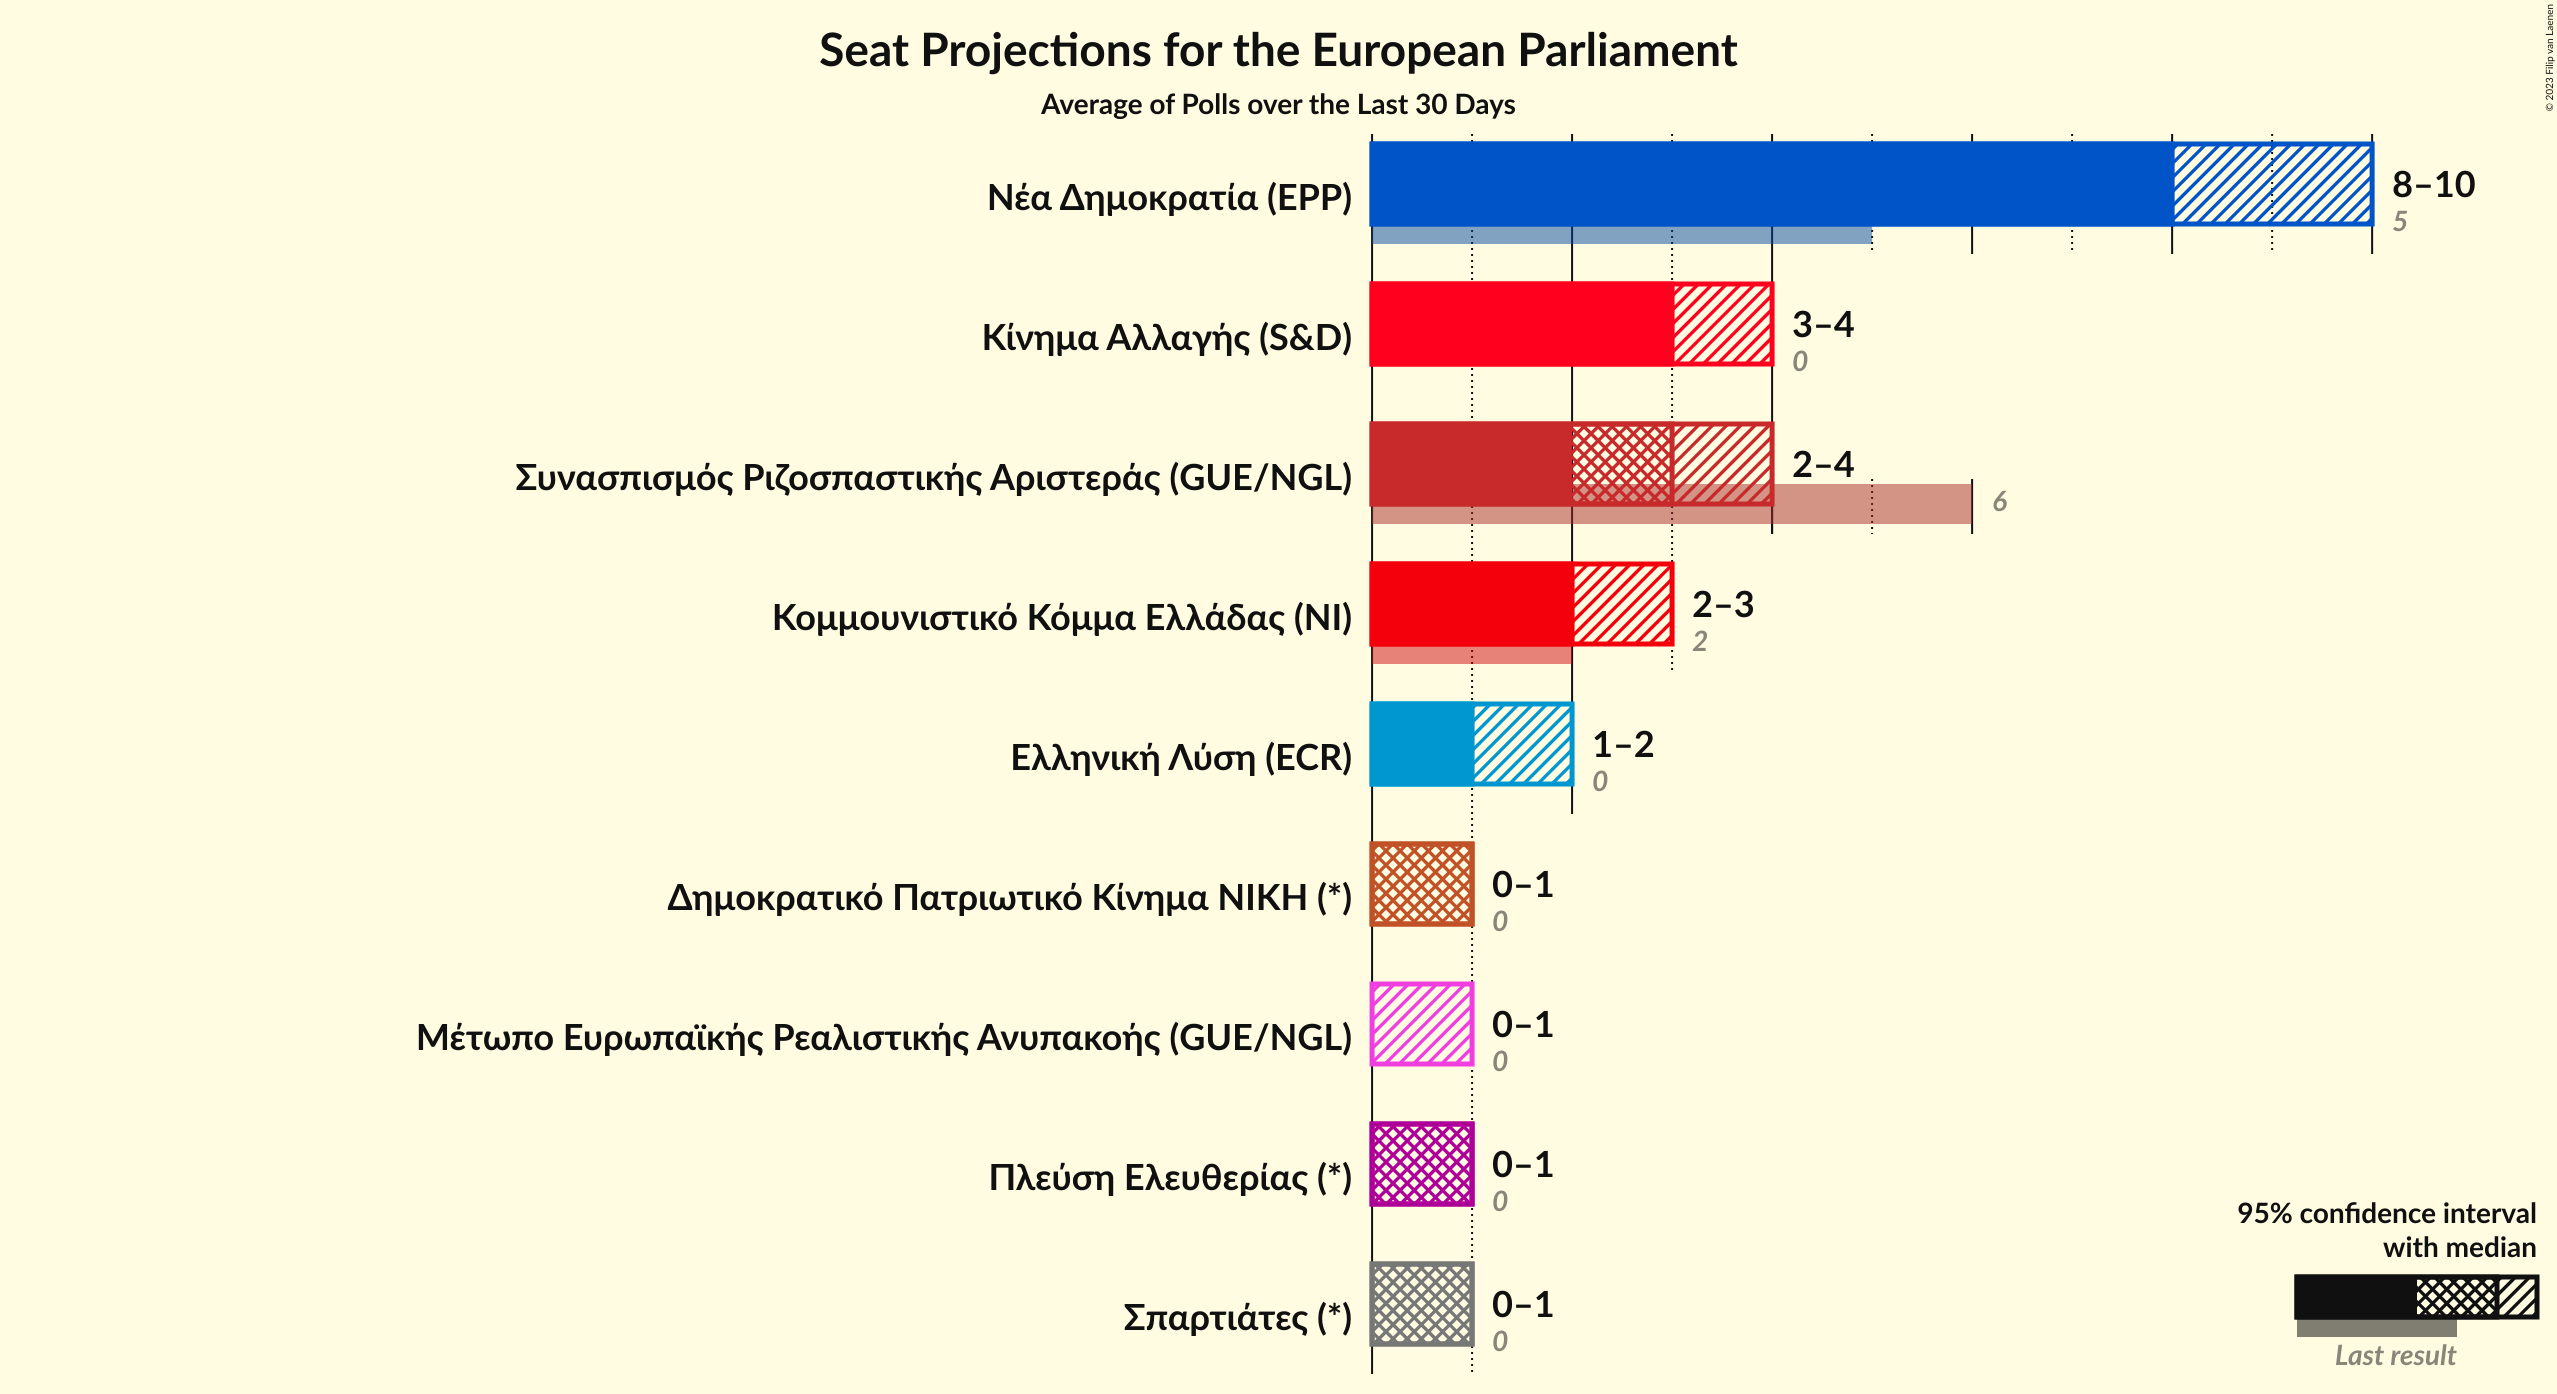 Seat Projections for the European Parliament
Average of Polls over the Last 30 Days
© 2023 Filip van Laenen
Νέα Δημοκρατία (EPP)
8–10
5
Κίνημα Αλλαγής (S&D)
3–4
0
Συνασπισμός Ριζοσπαστικής Αριστεράς (GUE/NGL)
2–4
6
Κομμουνιστικό Κόμμα Ελλάδας (NI)
2–3
2
Ελληνική Λύση (ECR)
1–2
0
Δημοκρατικό Πατριωτικό Κίνημα ΝΙΚΗ (*)
0–1
0
Μέτωπο Ευρωπαϊκής Ρεαλιστικής Ανυπακοής (GUE/NGL)
0–1
0
Πλεύση Ελευθερίας (*)
0–1
0
Σπαρτιάτες (*)
0–1
0
95% confidence interval
with median
Last result